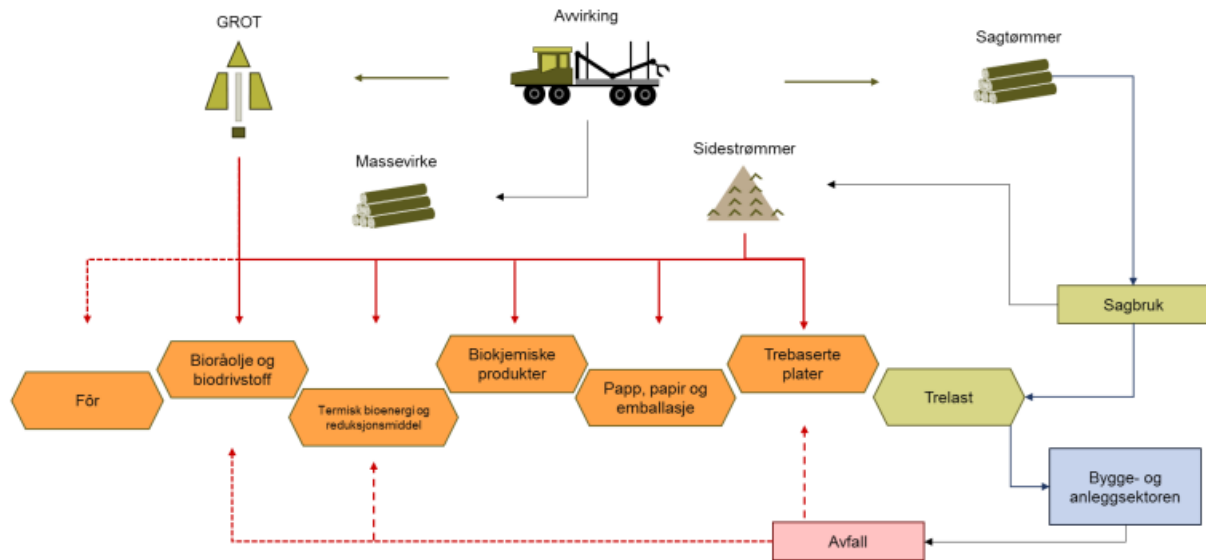 GROT
Avvirking
Sagtømmer
Massevirke
Sidestrømmer
Sagbruk
Fôr
Bioråolje og
biodrivstoff
Termisk bioenergi og
reduksjonsmiddel
Biokjemiske
produkter
Papp, papir og
emballasje
Trebaserte
plater
Trelast
Bygge- og
anleggsektoren
Avfall